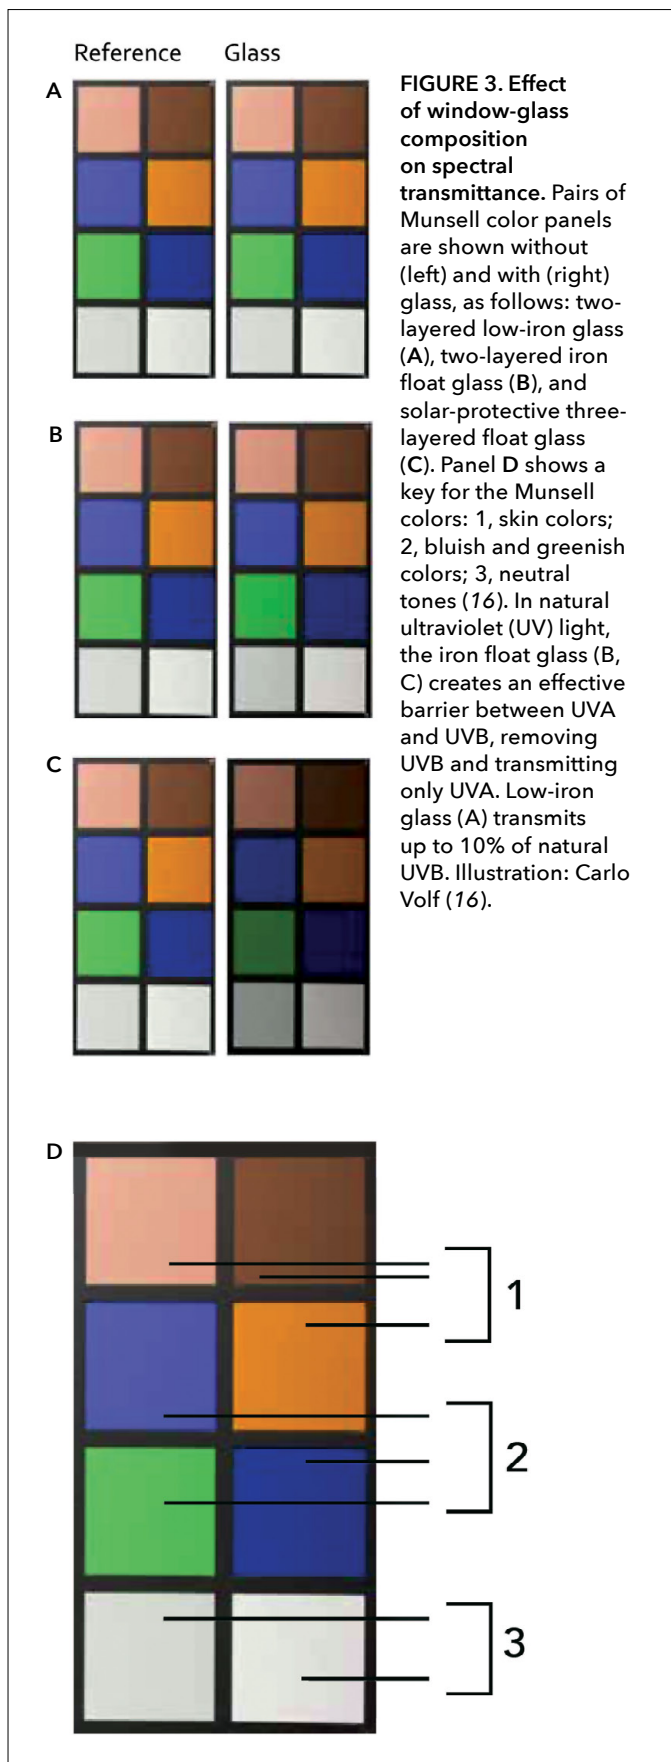 Reference Glass
A
B
C
FIGURE 3. Effect
of window-glass
composition
on spectral
transmittance. Pairs of
Munsell color panels
are shown without
(left) and with (right)
glass, as follows: two-
layered low-iron glass
(A), two-layered iron
float glass (B), and
solar-protective three-
layered float glass
(C). Panel D shows a
key for the Munsell
colors: 1, skin colors;
2, bluish and greenish
colors; 3, neutral
tones (16). In natural
ultraviolet (UV) light,
the iron float glass (B,
C) creates an effective
barrier between UVA
and UVB, removing
UVB and transmitting
only UVA. Low-iron
glass (A) transmits
up to 10% of natural
UVB. Illustration: Carlo
Volf (16).
D
1
2
3